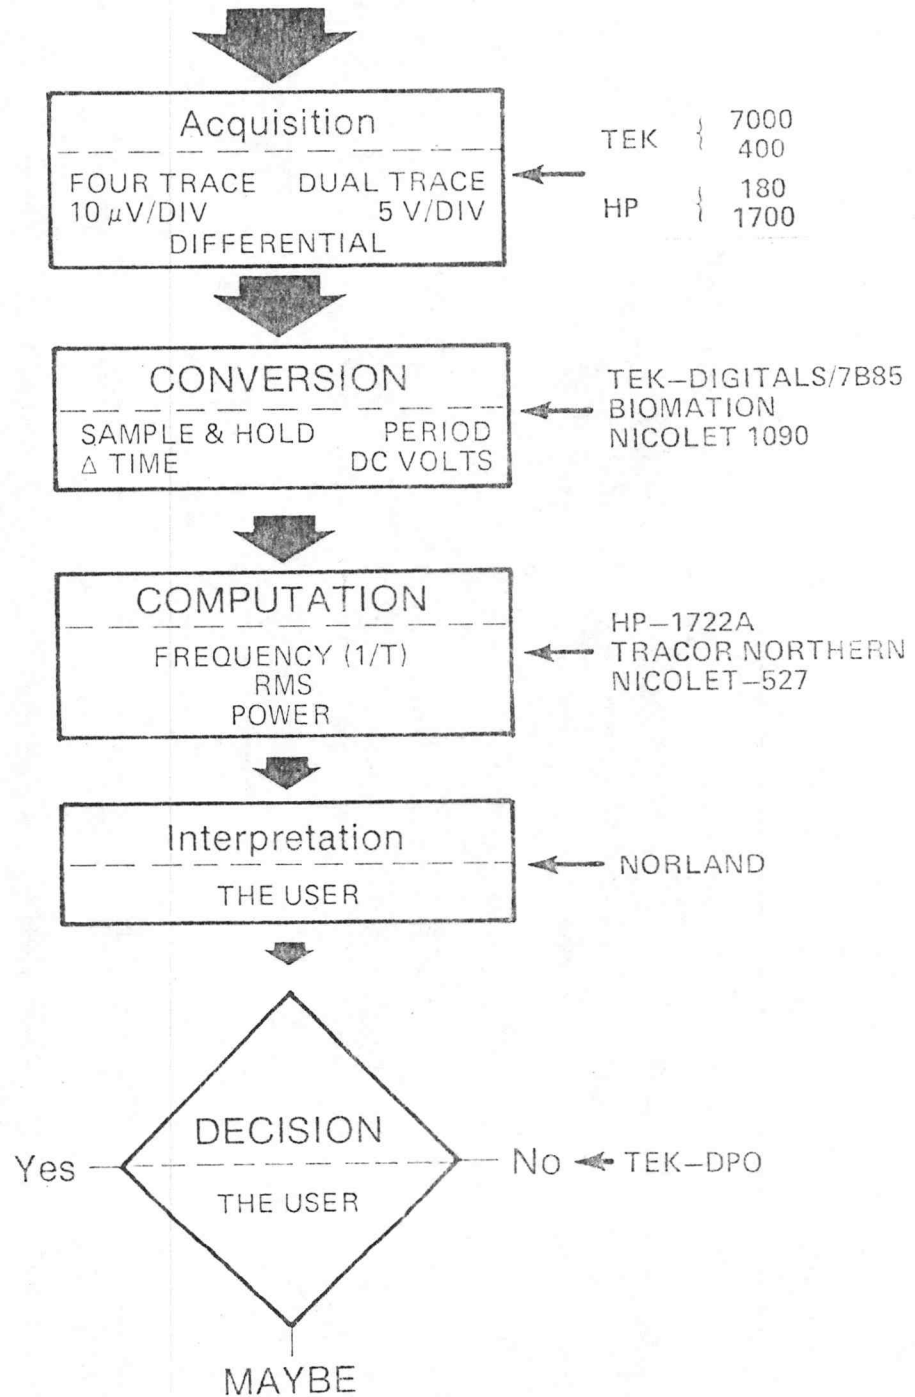 Acquisition
FOUR TRACE DUAL TRACE
10 μV/DIV 5 V/DIV
DIFFERENTIAL
TEK { 7000
400
HP { 180
1700
CONVERSION
SAMPLE & HOLD PERIOD
Δ TIME DC VOLTS
TEK–DIGITALS/7B85
BIOMATION
NICOLET 1090
COMPUTATION
FREQUENCY (1/T)
RMS
POWER
HP–1722A
TRACOR NORTHERN
NICOLET–527
Interpretation
THE USER
NORLAND
DECISION
THE USER
Yes
No
TEK–DPO
MAYBE